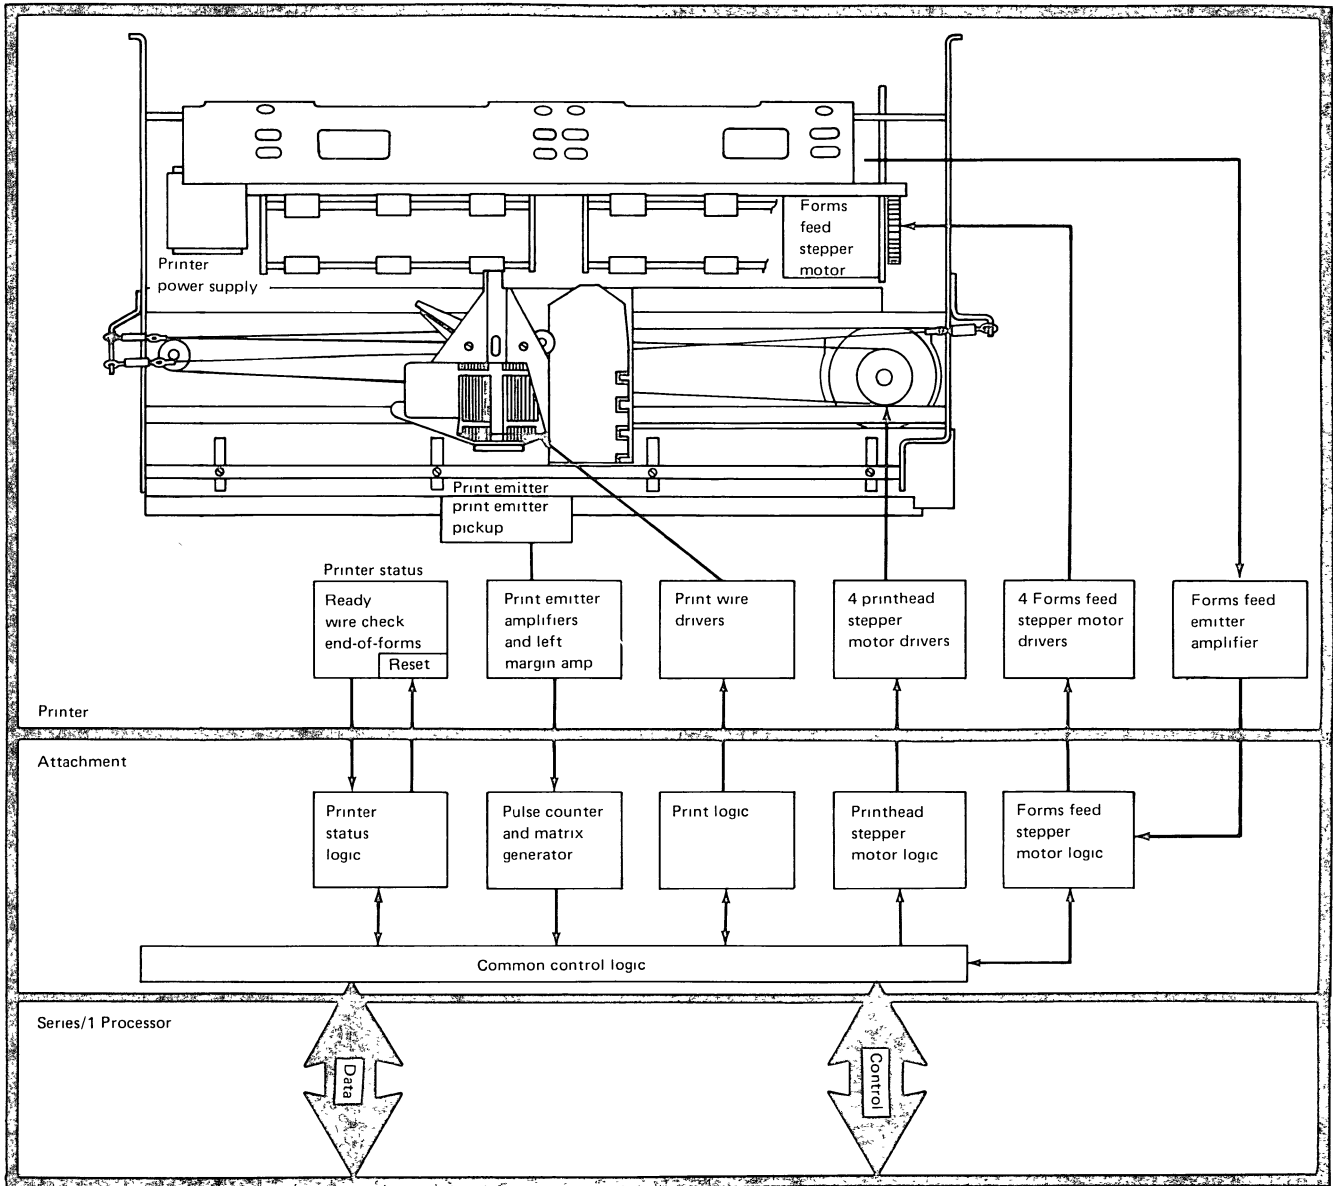 Forms
feed
stepper
motor
Printer
power supply
Print emitter
print emitter
pickup
Printer status
Ready
wire check
end-of-forms
Reset
Print emitter
amplifiers
and left
margin amp
Print wire
drivers
4 printhead
stepper
motor drivers
4 Forms feed
stepper motor
drivers
Forms feed
emitter
amplifier
Printer
Attachment
Printer
status
logic
Pulse counter
and matrix
generator
Print logic
Printhead
stepper
motor logic
Forms feed
stepper
motor logic
Common control logic
Series/1 Processor
Data
Control